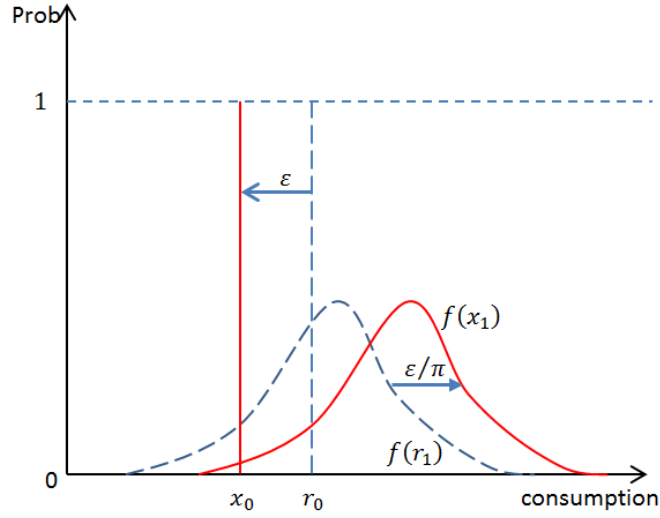 Prob
1
ε
f(x₁)
ε/π
f(r₁)
0
x₀
r₀
consumption